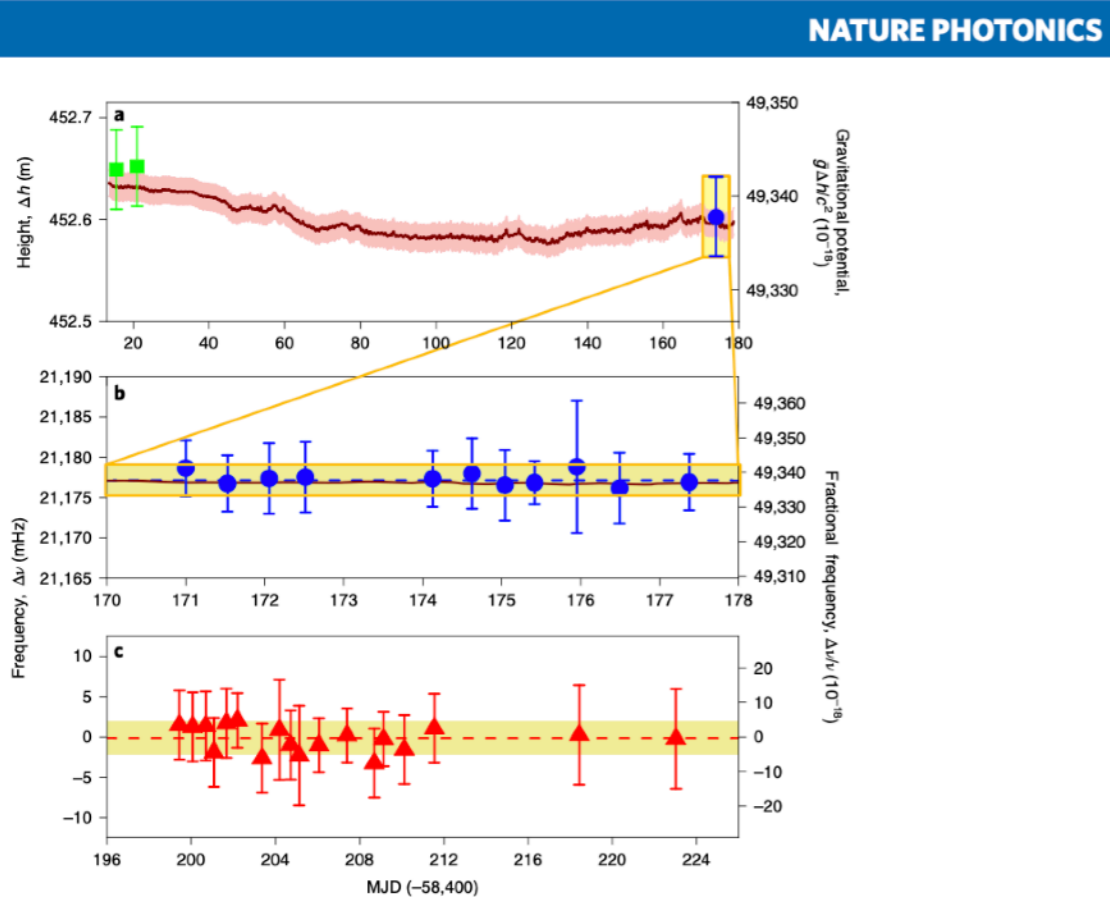 NATURE PHOTONICS
a
Height, Δh (m)
452.7
452.6
452.5
49,350
49,340
49,330
Gravitational potential,
g̅Δh/c² (10⁻¹⁸)
20 40 60 80 100 120 140 160 180
b
21,190
21,185
21,180
21,175
21,170
21,165
49,360
49,350
49,340
49,330
49,320
49,310
170 171 172 173 174 175 176 177 178
Frequency, Δν (mHz)
Fractional frequency, Δν/ν (10⁻¹⁸)
c
10
5
0
−5
−10
20
10
0
−10
−20
196 200 204 208 212 216 220 224
MJD (−58,400)